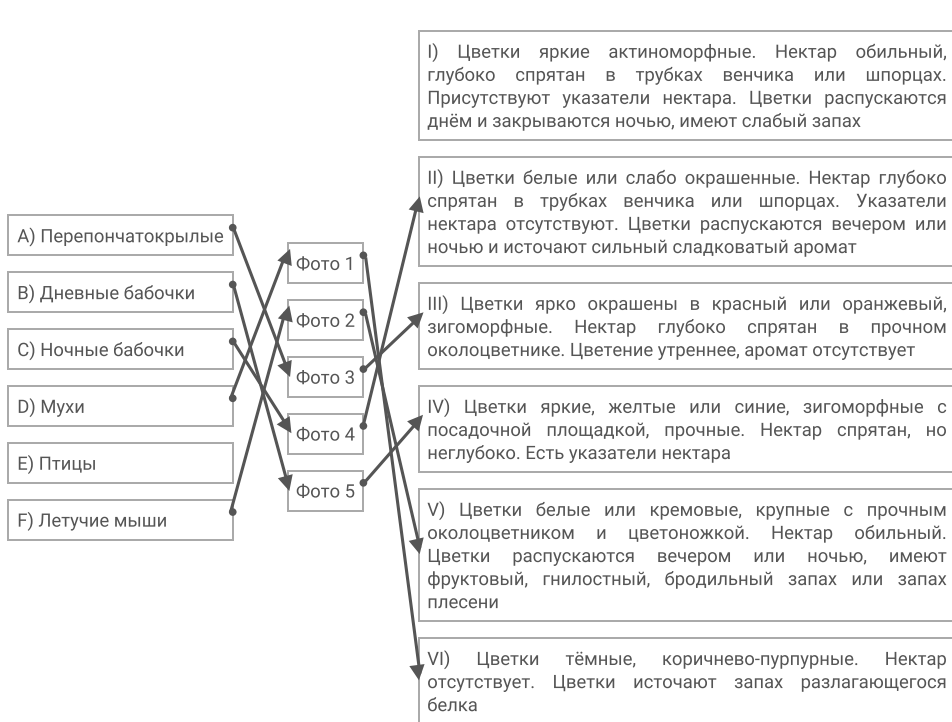 A) Перепончатокрылые
B) Дневные бабочки
C) Ночные бабочки
D) Мухи
E) Птицы
F) Летучие мыши
Фото 1
Фото 2
Фото 3
Фото 4
Фото 5
I) Цветки яркие актиноморфные. Нектар обильный,
глубоко спрятан в трубках венчика или шпорцах.
Присутствуют указатели нектара. Цветки распускаются
днём и закрываются ночью, имеют слабый запах
II) Цветки белые или слабо окрашенные. Нектар глубоко
спрятан в трубках венчика или шпорцах. Указатели
нектара отсутствуют. Цветки распускаются вечером или
ночью и источают сильный сладковатый аромат
III) Цветки ярко окрашены в красный или оранжевый,
зигоморфные. Нектар глубоко спрятан в прочном
околоцветнике. Цветение утреннее, аромат отсутствует
IV) Цветки яркие, желтые или синие, зигоморфные с
посадочной площадкой, прочные. Нектар спрятан, но
неглубоко. Есть указатели нектара
V) Цветки белые или кремовые, крупные с прочным
околоцветником и цветоножкой. Нектар обильный.
Цветки распускаются вечером или ночью, имеют
фруктовый, гнилостный, бродильный запах или запах
плесени
VI) Цветки тёмные, коричнево-пурпурные. Нектар
отсутствует. Цветки источают запах разлагающегося
белка